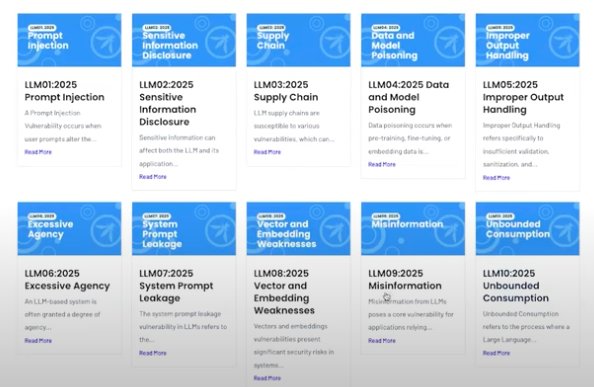 LLM01: 2025
Prompt
Injection
LLM01:2025
Prompt Injection
A Prompt Injection
Vulnerability occurs when
user prompts alter the...
Read More
LLM02: 2025
Sensitive
Information
Disclosure
LLM02:2025
Sensitive
Information
Disclosure
Sensitive information can
affect both the LLM and its
application...
Read More
LLM03: 2025
Supply
Chain
LLM03:2025
Supply Chain
LLM supply chains are
susceptible to various
vulnerabilities, which can...
Read More
LLM04: 2025
Data and
Model
Poisoning
LLM04:2025 Data
and Model
Poisoning
Data poisoning occurs when
pre-training, fine-tuning, or
embedding data is...
Read More
LLM05: 2025
Improper
Output
Handling
LLM05:2025
Improper Output
Handling
Improper Output Handling
refers specifically to
insufficient validation,
sanitization, and...
Read More
LLM06: 2025
Excessive
Agency
LLM06:2025
Excessive Agency
An LLM-based system is
often granted a degree of
agency...
Read More
LLM07: 2025
System
Prompt
Leakage
LLM07:2025
System Prompt
Leakage
The system prompt leakage
vulnerability in LLMs refers to
the...
Read More
LLM08: 2025
Vector and
Embedding
Weaknesses
LLM08:2025
Vector and
Embedding
Weaknesses
Vectors and embeddings
vulnerabilities present
significant security risks in
systems...
Read More
LLM09: 2025
Misinformation
LLM09:2025
Misinformation
Misinformation from LLMs
poses a core vulnerability for
applications relying...
Read More
LLM10: 2025
Unbounded
Consumption
LLM10:2025
Unbounded
Consumption
Unbounded Consumption
refers to the process where a
Large Language...
Read More